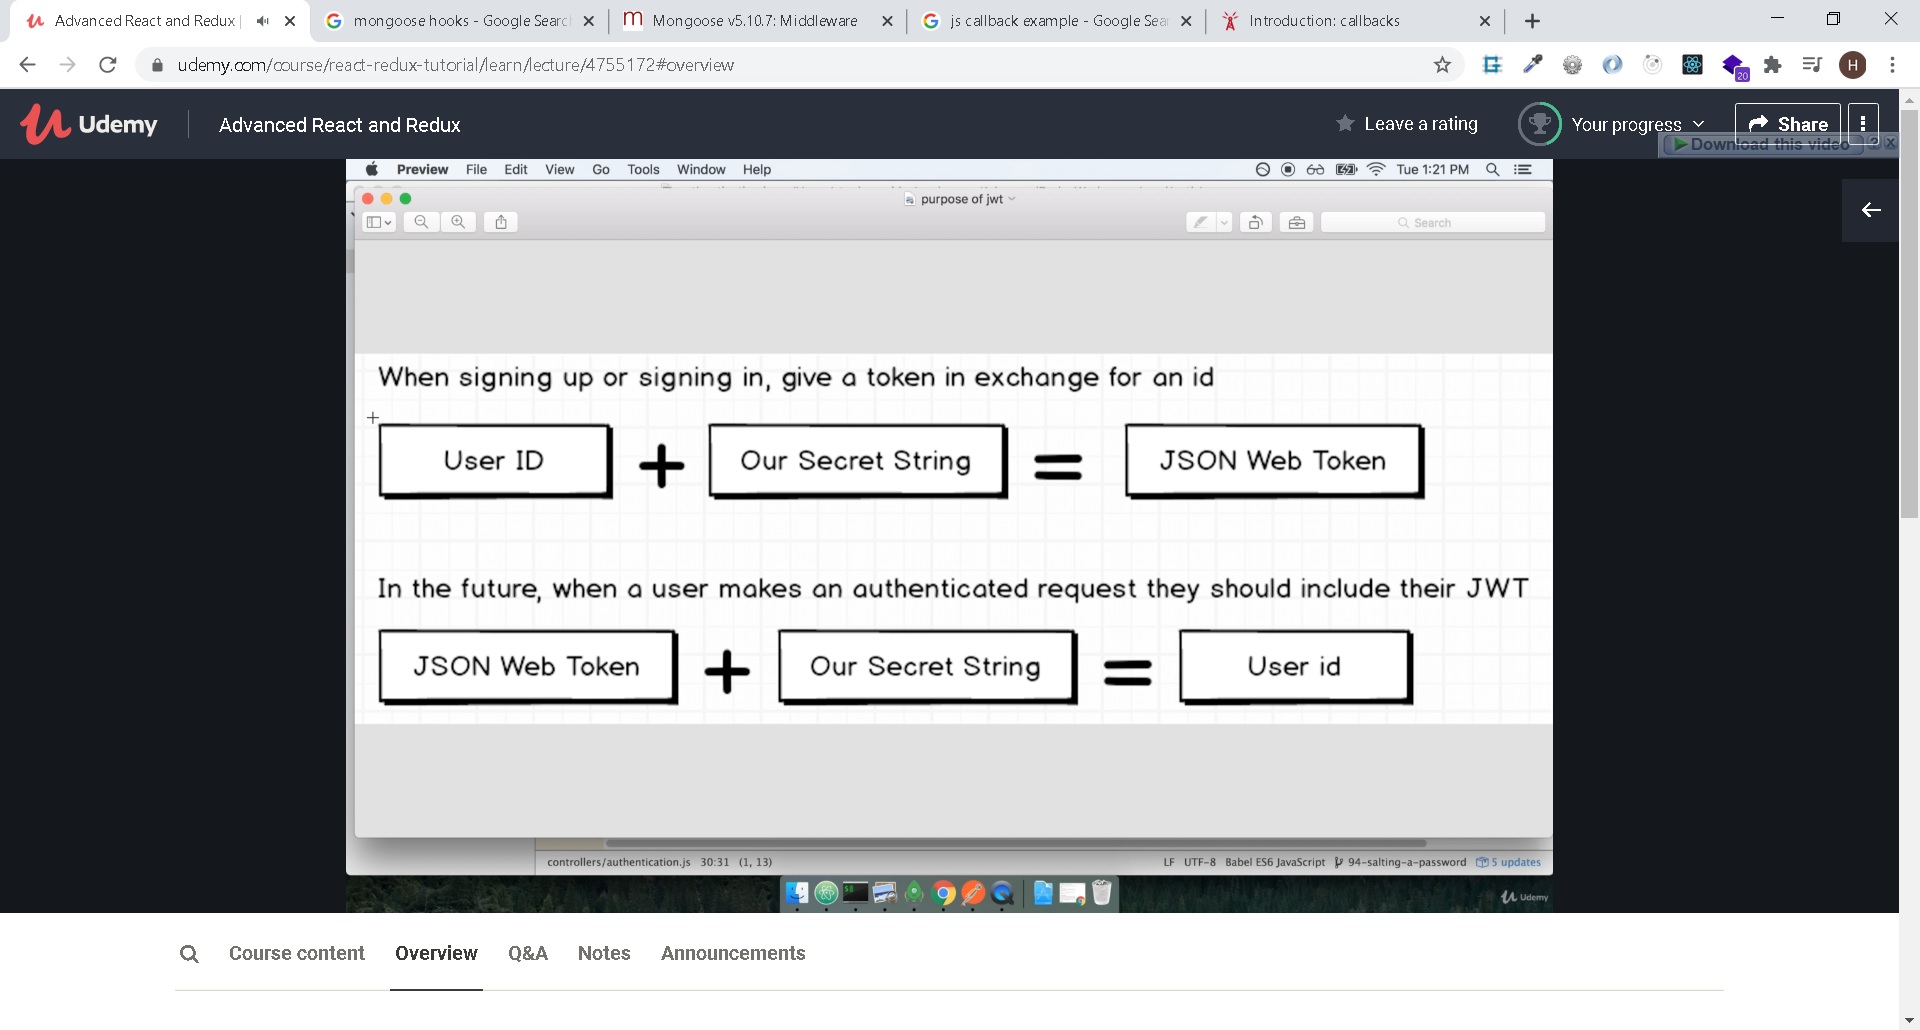 Advanced React and Redux
mongoose hooks - Google Searc
Mongoose v5.10.7: Middleware
js callback example - Google Sea
Introduction: callbacks
udemy.com/course/react-redux-tutorial/learn/lecture/4755172#overview
20
H
Udemy
Advanced React and Redux
Leave a rating
Your progress
Share
Download this video
Preview File Edit View Go Tools Window Help
Tue 1:21 PM
purpose of jwt
Search
When signing up or signing in, give a token in exchange for an id
User ID + Our Secret String = JSON Web Token
In the future, when a user makes an authenticated request they should include their JWT
JSON Web Token + Our Secret String = User id
controllers/authentication.js 30:31 (1, 13)
LF UTF-8 Babel ES6 JavaScript 94-salting-a-password 5 updates
Udemy
Course content Overview Q&A Notes Announcements